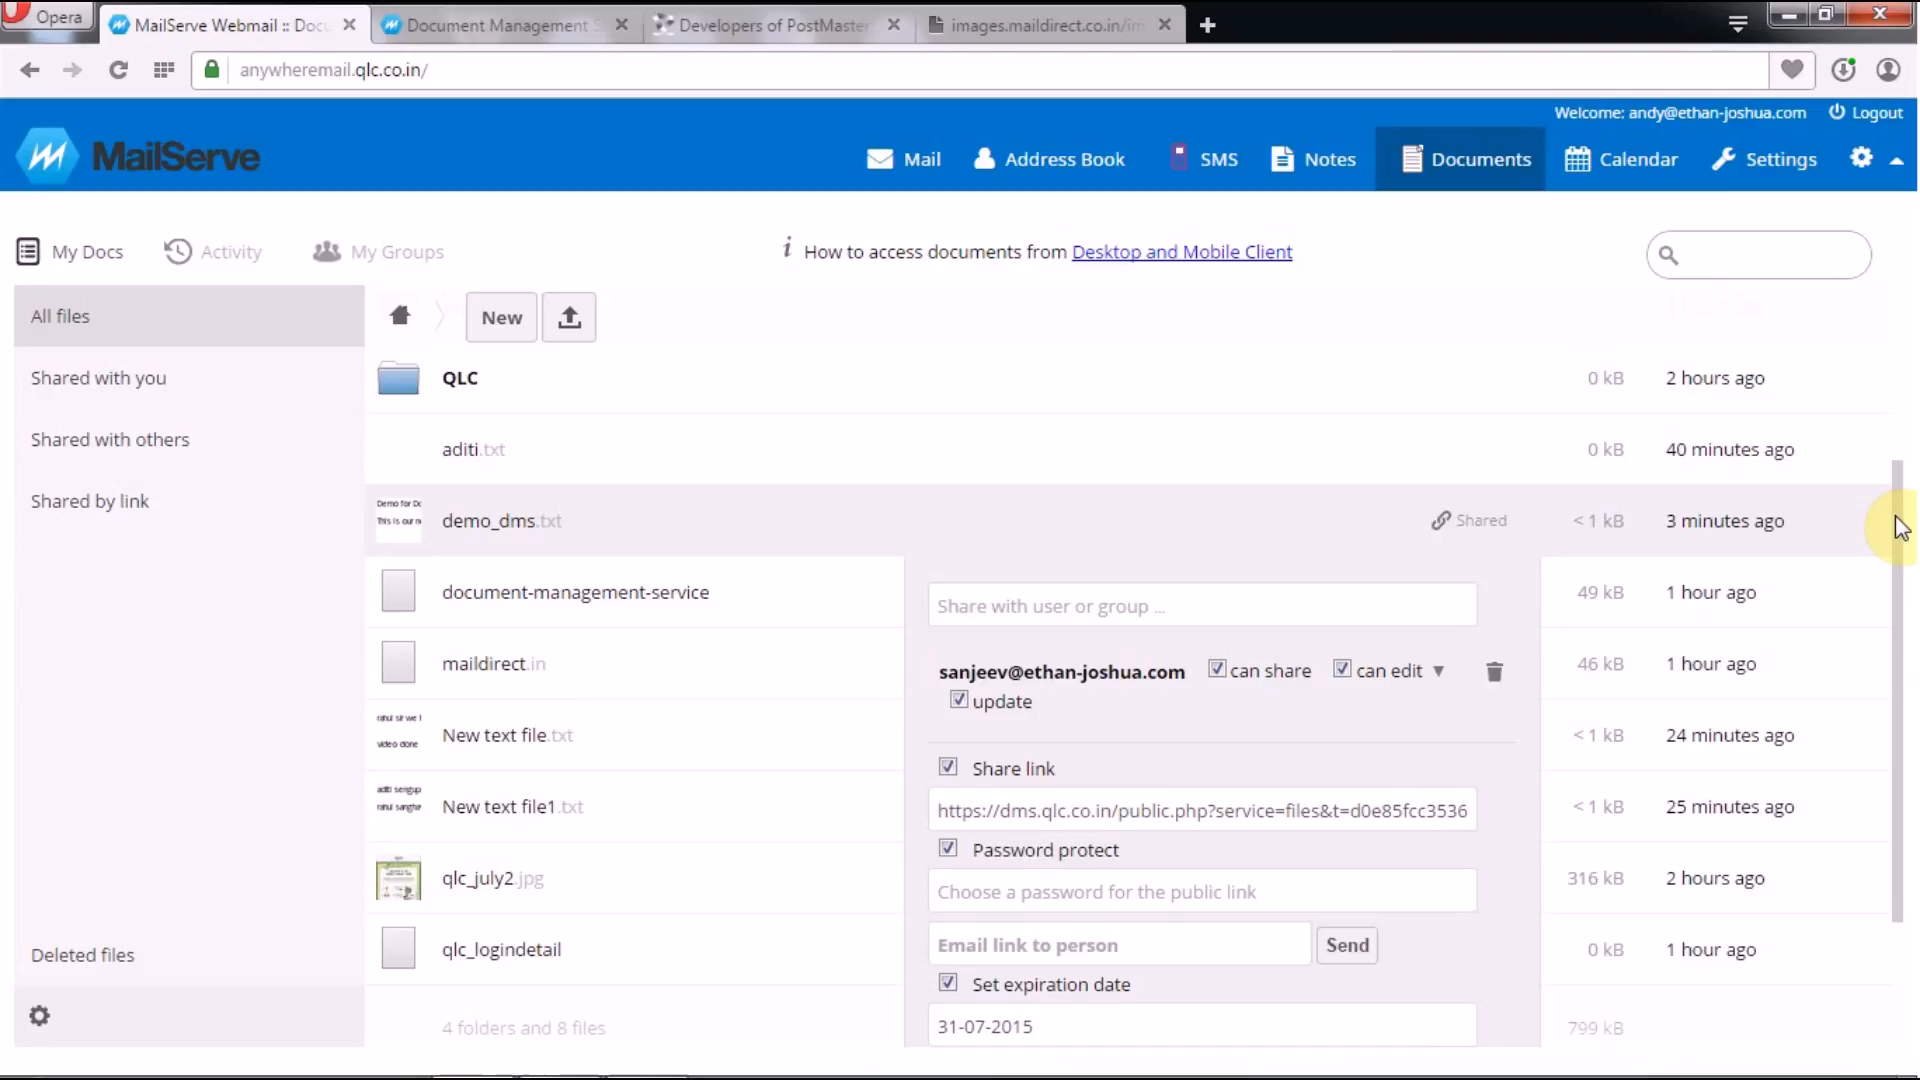 Opera
MailServe Webmail :: Doc
Document Management S
Developers of PostMaster
images.maildirect.co.in/im
anywheremail.qlc.co.in/
Welcome: andy@ethan-joshua.com Logout
MailServe
Mail Address Book SMS Notes Documents Calendar Settings
My Docs Activity My Groups
i How to access documents from Desktop and Mobile Client
All files
New
Shared with you
QLC 0 kB 2 hours ago
Shared with others
aditi.txt 0 kB 40 minutes ago
Shared by link
Demo for Dc
This is our n
demo_dms.txt Shared < 1 kB 3 minutes ago
document-management-service 49 kB 1 hour ago
Share with user or group ...
maildirect.in 46 kB 1 hour ago
sanjeev@ethan-joshua.com can share can edit
update
video done
New text file.txt < 1 kB 24 minutes ago
Share link
New text file1.txt < 1 kB 25 minutes ago
https://dms.qlc.co.in/public.php?service=files&t=d0e85fcc3536
Password protect
qlc_july2.jpg 316 kB 2 hours ago
Choose a password for the public link
Email link to person Send
qlc_logindetail 0 kB 1 hour ago
Deleted files
Set expiration date
31-07-2015
4 folders and 8 files 799 kB